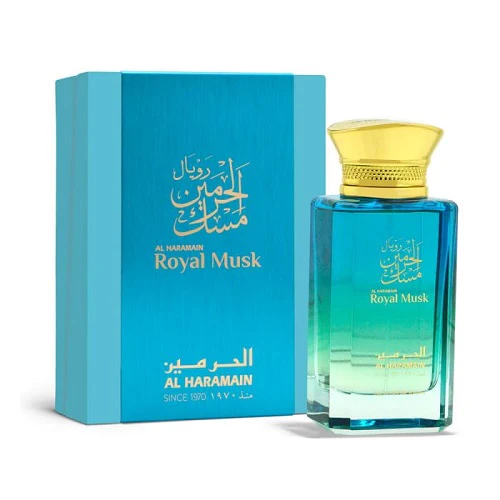 رويال
الحرمين
مسك
AL HARAMAIN
Royal Musk
الحرمين
AL HARAMAIN
SINCE 1970 منذ ١٩٧٠
رويال
الحرمين
مسك
AL HARAMAIN
Royal Musk
الحرمين
AL HARAMAIN